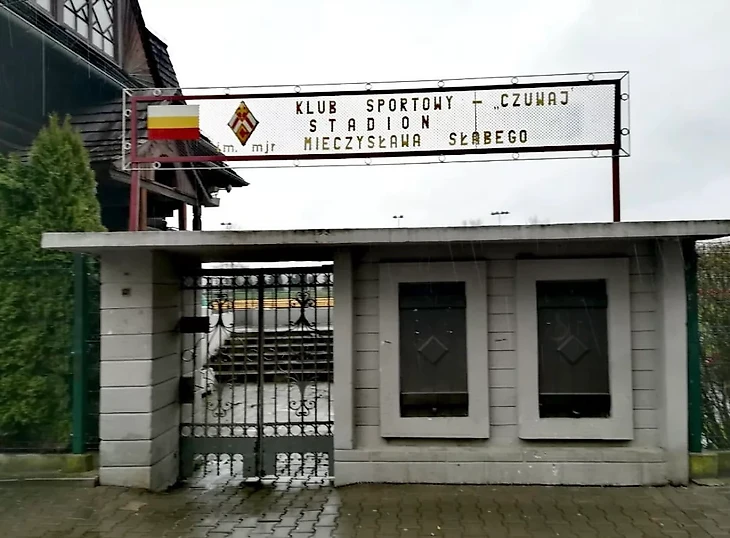 KLUB SPORTOWY – „CZUWAJ"
STADION
im. mjr MIECZYSŁAWA SŁABEGO